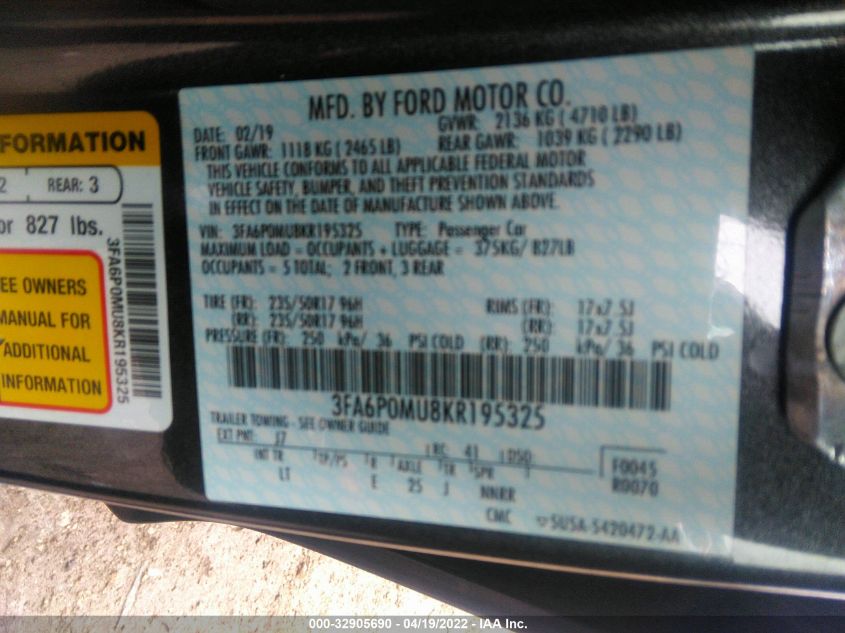 FORMATION
2 REAR: 3
or 827 lbs.
EE OWNERS
MANUAL FOR
ADDITIONAL
INFORMATION
3FA6P0MU8KR195325
MFD. BY FORD MOTOR CO.
DATE: 02/19 GVWR: 2136 KG ( 4710 LB)
FRONT GAWR: 1118 KG ( 2465 LB) REAR GAWR: 1039 KG ( 2290 LB)
THIS VEHICLE CONFORMS TO ALL APPLICABLE FEDERAL MOTOR
VEHICLE SAFETY, BUMPER, AND THEFT PREVENTION STANDARDS
IN EFFECT ON THE DATE OF MANUFACTURE SHOWN ABOVE.
VIN: 3FA6P0MU8KR195325 TYPE: Passenger Car
MAXIMUM LOAD = OCCUPANTS + LUGGAGE = 375KG/ 827LB
OCCUPANTS = 5 TOTAL; 2 FRONT, 3 REAR
TIRE (FR): 235/50R17 96H RIMS (FR): 17x7.5J
(RR): 235/50R17 96H (RR): 17x7.5J
PRESSURE (FR): 250 kPa/ 36 PSI COLD (RR): 250 kPa/ 36 PSI COLD
3FA6P0MU8KR195325
TRAILER TOWING - SEE OWNER GUIDE
EXT PNT: J7 RC: 41 DSO:
INT TR TP/PS R AXLE TR SPR
LT E 25 J NNRR
F0045
R0070
CMC 5U5A-5420472-AA
000-32905690 - 04/19/2022 - IAA Inc.